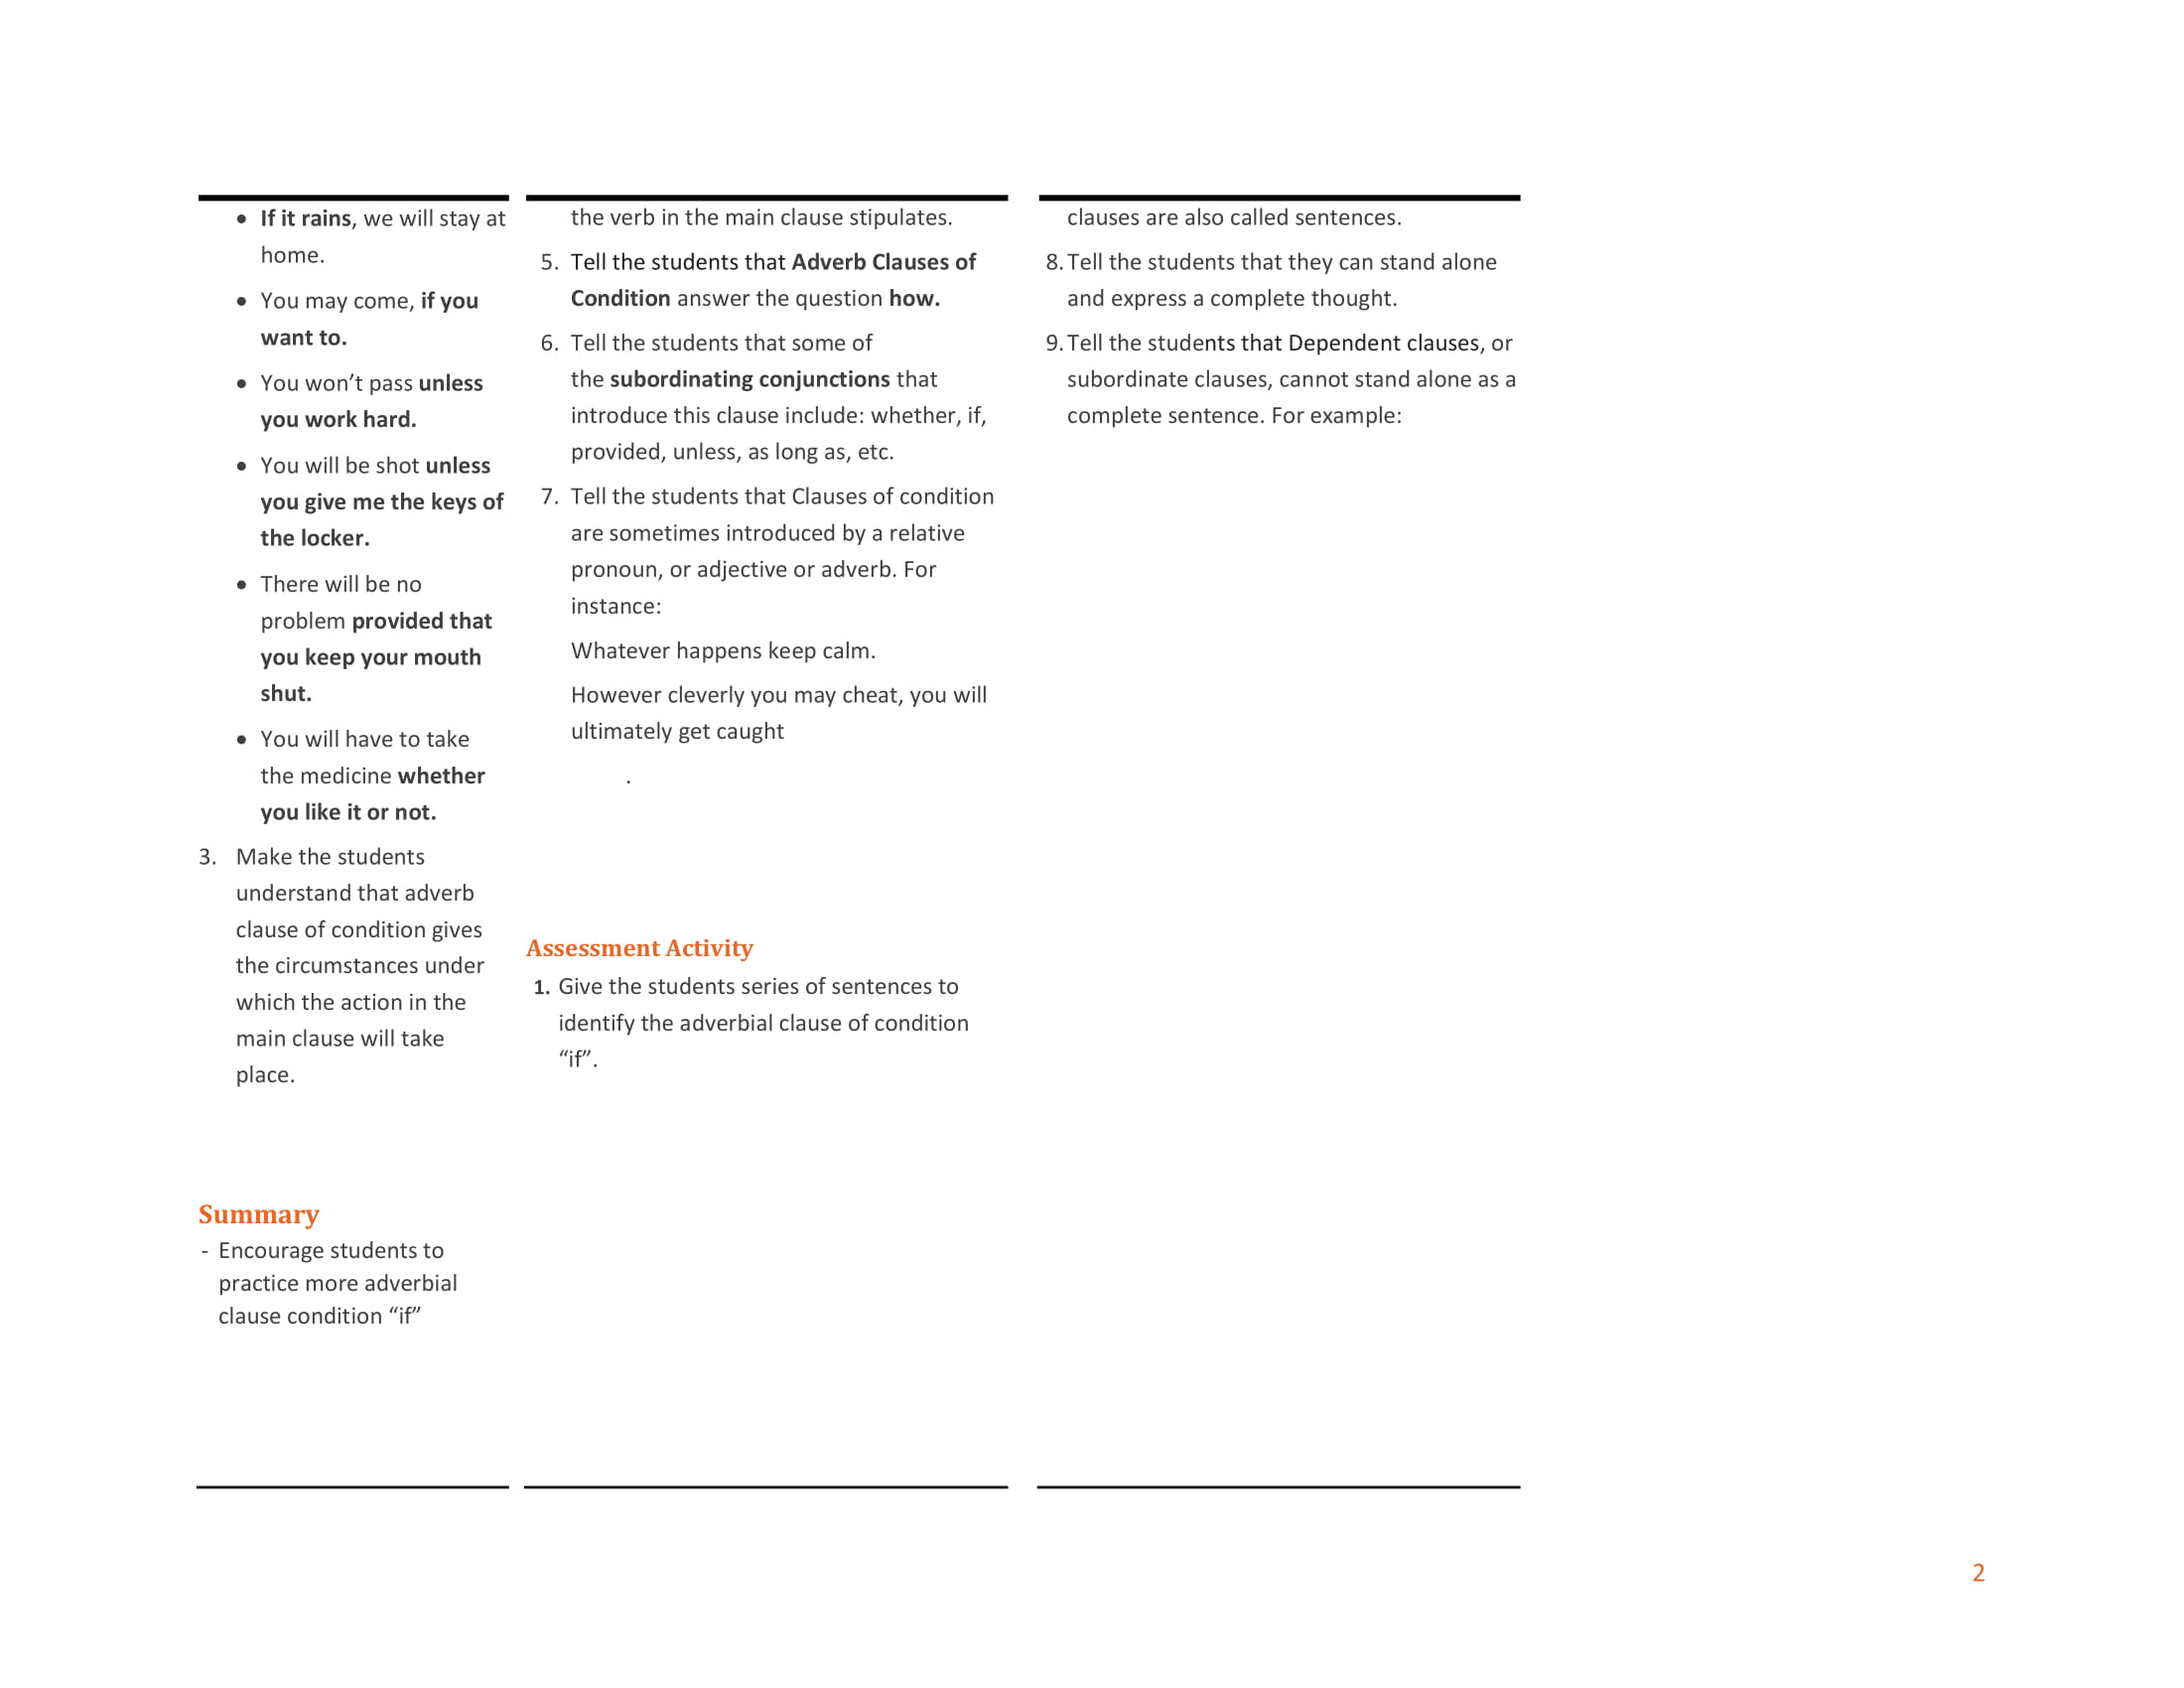 • If it rains, we will stay at
home.
• You may come, if you
want to.
• You won’t pass unless
you work hard.
• You will be shot unless
you give me the keys of
the locker.
• There will be no
problem provided that
you keep your mouth
shut.
• You will have to take
the medicine whether
you like it or not.
3. Make the students
understand that adverb
clause of condition gives
the circumstances under
which the action in the
main clause will take
place.
Summary
- Encourage students to
practice more adverbial
clause condition “if”
the verb in the main clause stipulates.
5. Tell the students that Adverb Clauses of
Condition answer the question how.
6. Tell the students that some of
the subordinating conjunctions that
introduce this clause include: whether, if,
provided, unless, as long as, etc.
7. Tell the students that Clauses of condition
are sometimes introduced by a relative
pronoun, or adjective or adverb. For
instance:
Whatever happens keep calm.
However cleverly you may cheat, you will
ultimately get caught
.
Assessment Activity
1. Give the students series of sentences to
identify the adverbial clause of condition
“if”.
clauses are also called sentences.
8. Tell the students that they can stand alone
and express a complete thought.
9. Tell the students that Dependent clauses, or
subordinate clauses, cannot stand alone as a
complete sentence. For example:
2